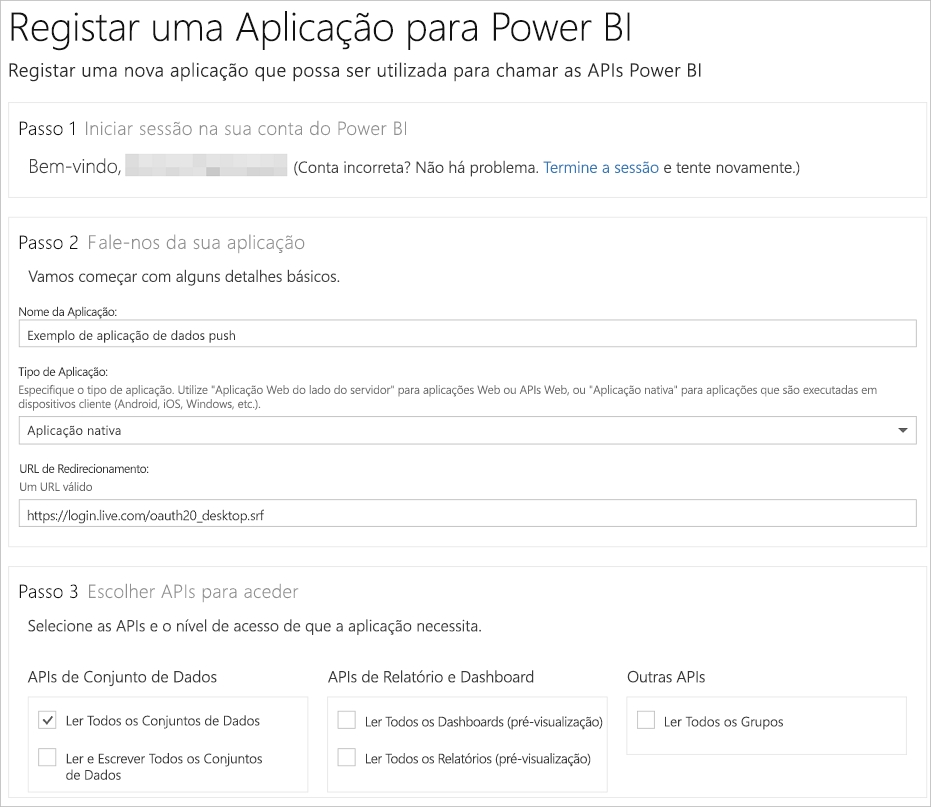 Registar uma Aplicação para Power BI
Registar uma nova aplicação que possa ser utilizada para chamar as APIs Power BI
Passo 1 Iniciar sessão na sua conta do Power BI
Bem-vindo, (Conta incorreta? Não há problema. Termine a sessão e tente novamente.)
Passo 2 Fale-nos da sua aplicação
Vamos começar com alguns detalhes básicos.
Nome da Aplicação:
Exemplo de aplicação de dados push
Tipo de Aplicação:
Especifique o tipo de aplicação. Utilize "Aplicação Web do lado do servidor" para aplicações Web ou APIs Web, ou "Aplicação nativa" para aplicações que são executadas em
dispositivos cliente (Android, iOS, Windows, etc.).
Aplicação nativa
URL de Redirecionamento:
Um URL válido
https://login.live.com/oauth20_desktop.srf
Passo 3 Escolher APIs para aceder
Selecione as APIs e o nível de acesso de que a aplicação necessita.
APIs de Conjunto de Dados
Ler Todos os Conjuntos de Dados
Ler e Escrever Todos os Conjuntos
de Dados
APIs de Relatório e Dashboard
Ler Todos os Dashboards (pré-visualização)
Ler Todos os Relatórios (pré-visualização)
Outras APIs
Ler Todos os Grupos